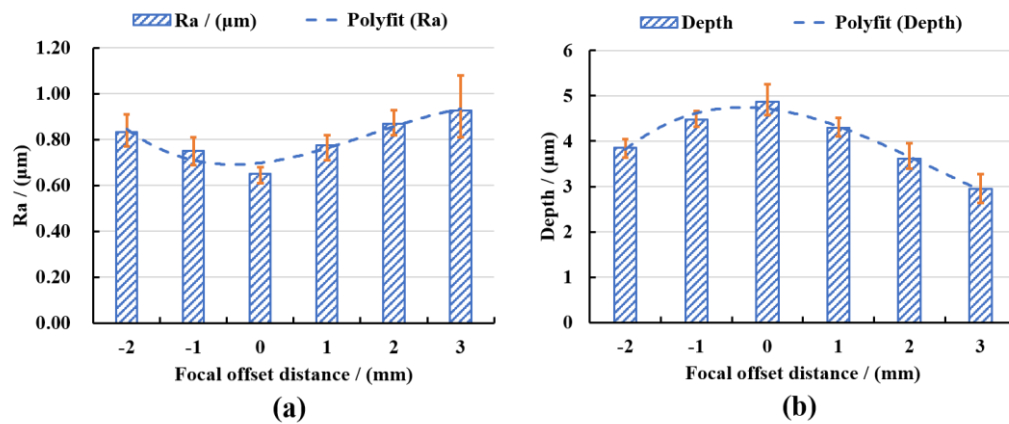 Ra / (μm) Polyfit (Ra)
1.20
1.00
0.80
0.60
0.40
0.20
0.00
Ra / (μm)
-2 -1 0 1 2 3
Focal offset distance / (mm)
(a)
Depth Polyfit (Depth)
6
5
4
3
2
1
0
Depth / (μm)
-2 -1 0 1 2 3
Focal offset distance / (mm)
(b)